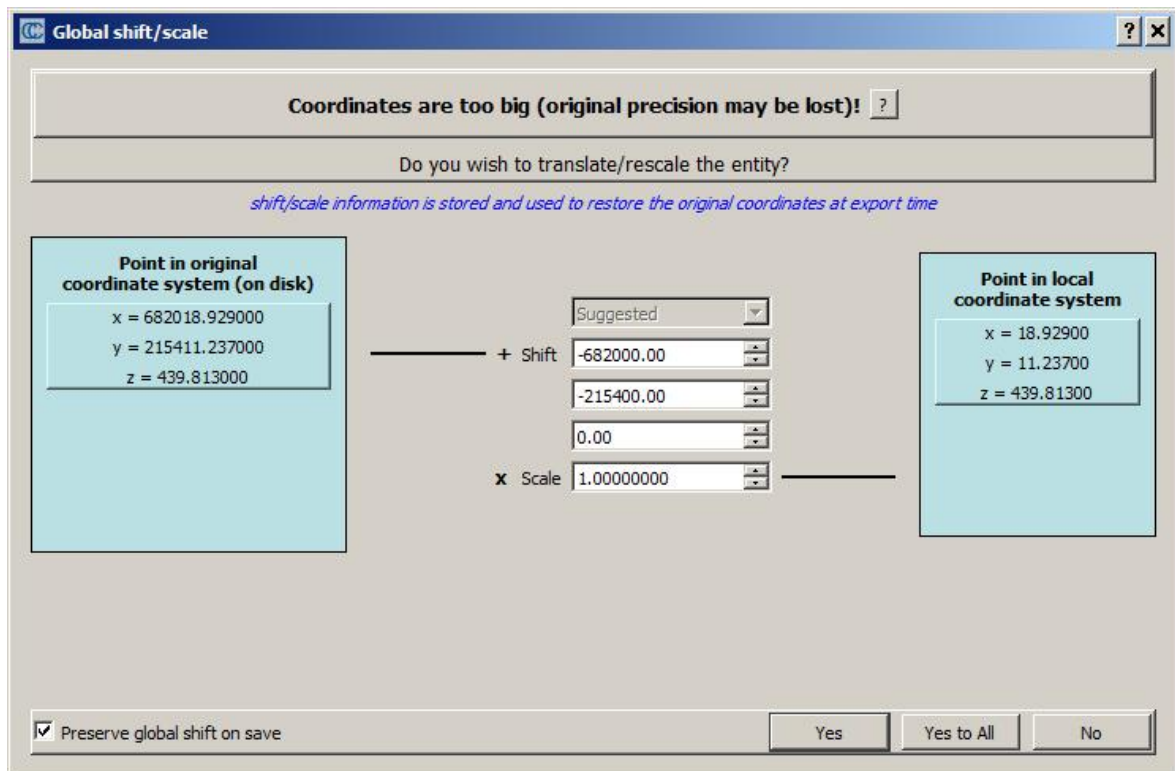 Global shift/scale
?
Coordinates are too big (original precision may be lost)! ?
Do you wish to translate/rescale the entity?
shift/scale information is stored and used to restore the original coordinates at export time
Point in original
coordinate system (on disk)
x = 682018.929000
y = 215411.237000
z = 439.813000
Suggested
+ Shift -682000.00
-215400.00
0.00
x Scale 1.00000000
Point in local
coordinate system
x = 18.92900
y = 11.23700
z = 439.81300
Preserve global shift on save
Yes
Yes to All
No